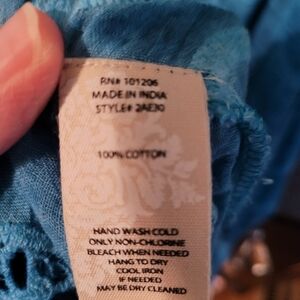 RN# 101206
MADE IN INDIA
STYLE# 2AE30
100% COTTON
HAND WASH COLD
ONLY NON-CHLORINE
BLEACH WHEN NEEDED
HANG TO DRY
COOL IRON
IF NEEDED
MAY BE DRY CLEANED